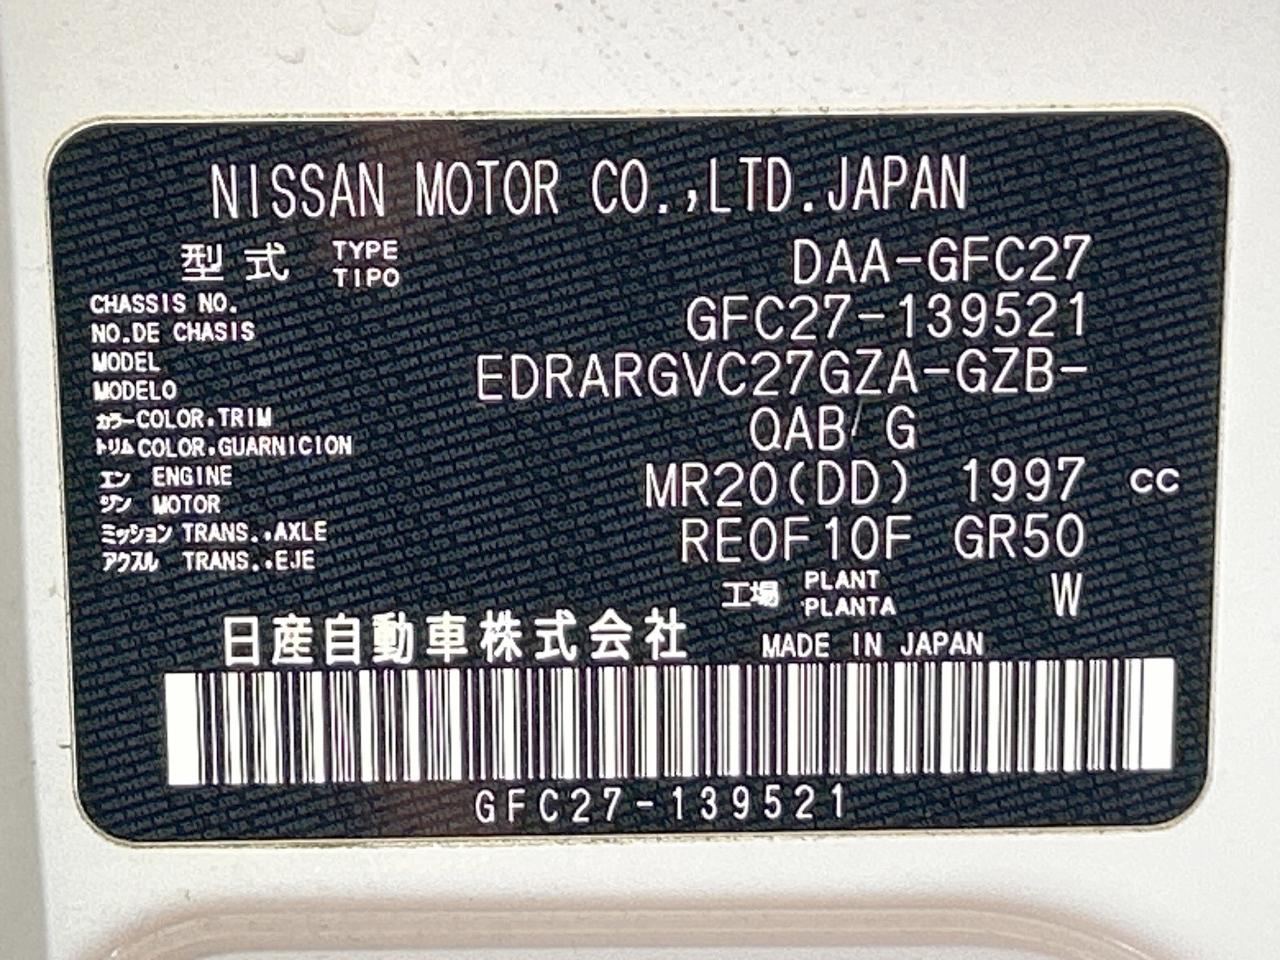 NISSAN MOTOR CO.,LTD.JAPAN
型式 TYPE TIPO DAA-GFC27
CHASSIS NO.
NO.DE CHASIS GFC27-139521
MODEL
MODELO EDRARGVC27GZA-GZB-
カラー COLOR.TRIM
トリム COLOR.GUARNICION QAB/ G
エン ENGINE
ジン MOTOR MR20(DD) 1997 cc
ミッション TRANS..AXLE
アクスル TRANS..EJE RE0F10F GR50
工場 PLANT PLANTA W
日産自動車株式会社 MADE IN JAPAN
GFC27-139521